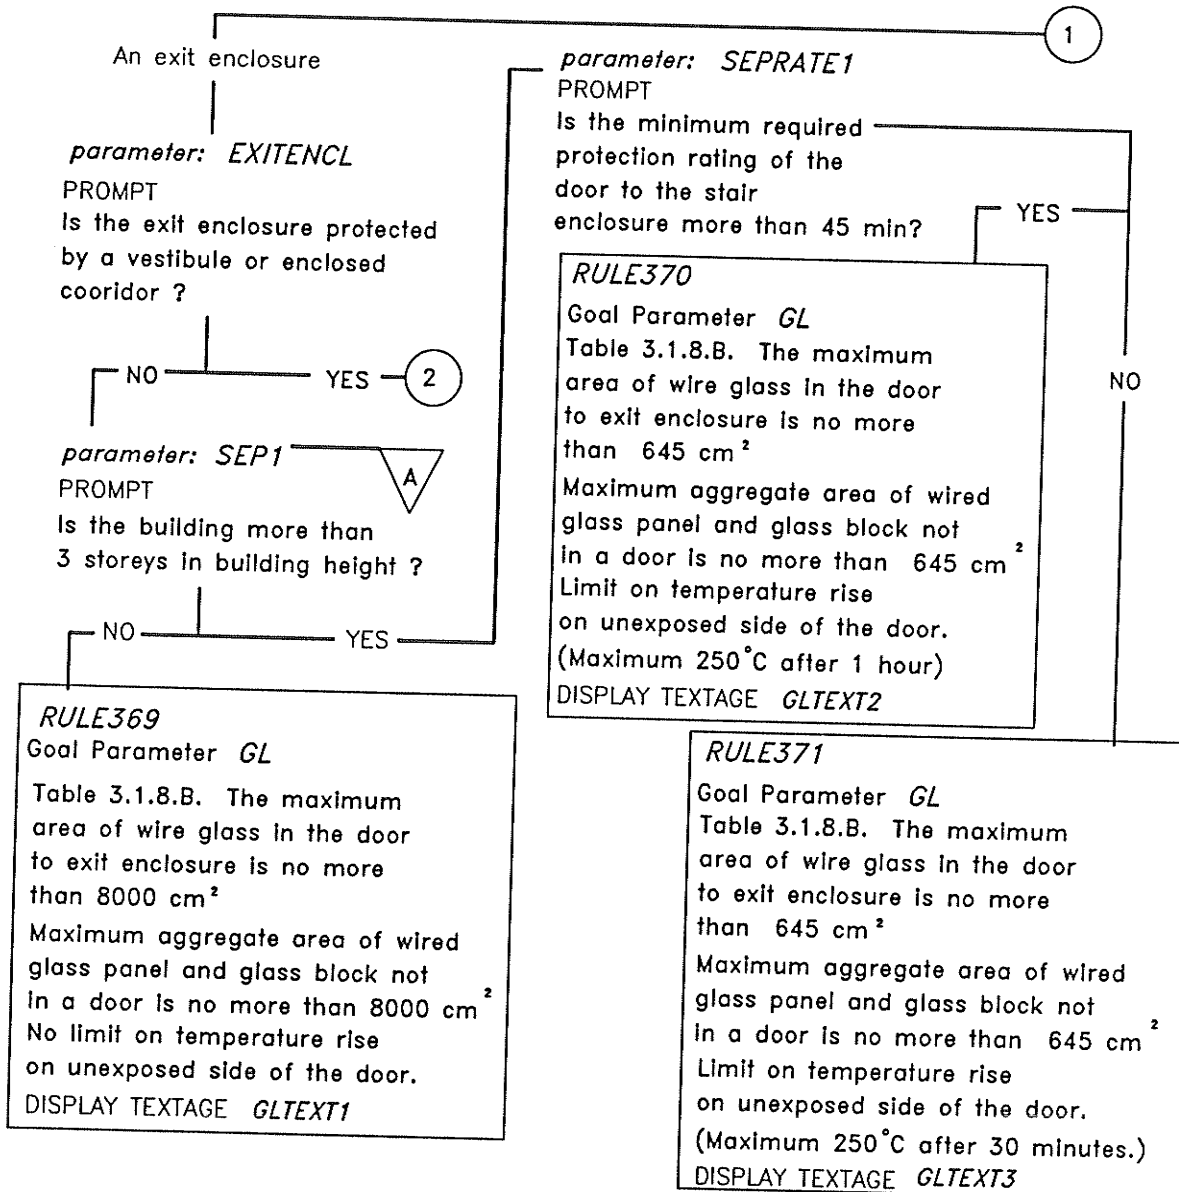 1
An exit enclosure
parameter: EXITENCL
PROMPT
Is the exit enclosure protected
by a vestibule or enclosed
cooridor ?
NO
YES
2
parameter: SEP1
A
PROMPT
Is the building more than
3 storeys in building height ?
NO
YES
RULE369
Goal Parameter GL
Table 3.1.8.B. The maximum
area of wire glass in the door
to exit enclosure is no more
than 8000 cm²
Maximum aggregate area of wired
glass panel and glass block not
in a door is no more than 8000 cm²
No limit on temperature rise
on unexposed side of the door.
DISPLAY TEXTAGE GLTEXT1
parameter: SEPRATE1
PROMPT
Is the minimum required
protection rating of the
door to the stair
enclosure more than 45 min?
YES
NO
RULE370
Goal Parameter GL
Table 3.1.8.B. The maximum
area of wire glass in the door
to exit enclosure is no more
than 645 cm²
Maximum aggregate area of wired
glass panel and glass block not
in a door is no more than 645 cm²
Limit on temperature rise
on unexposed side of the door.
(Maximum 250°C after 1 hour)
DISPLAY TEXTAGE GLTEXT2
RULE371
Goal Parameter GL
Table 3.1.8.B. The maximum
area of wire glass in the door
to exit enclosure is no more
than 645 cm²
Maximum aggregate area of wired
glass panel and glass block not
in a door is no more than 645 cm²
Limit on temperature rise
on unexposed side of the door.
(Maximum 250°C after 30 minutes.)
DISPLAY TEXTAGE GLTEXT3